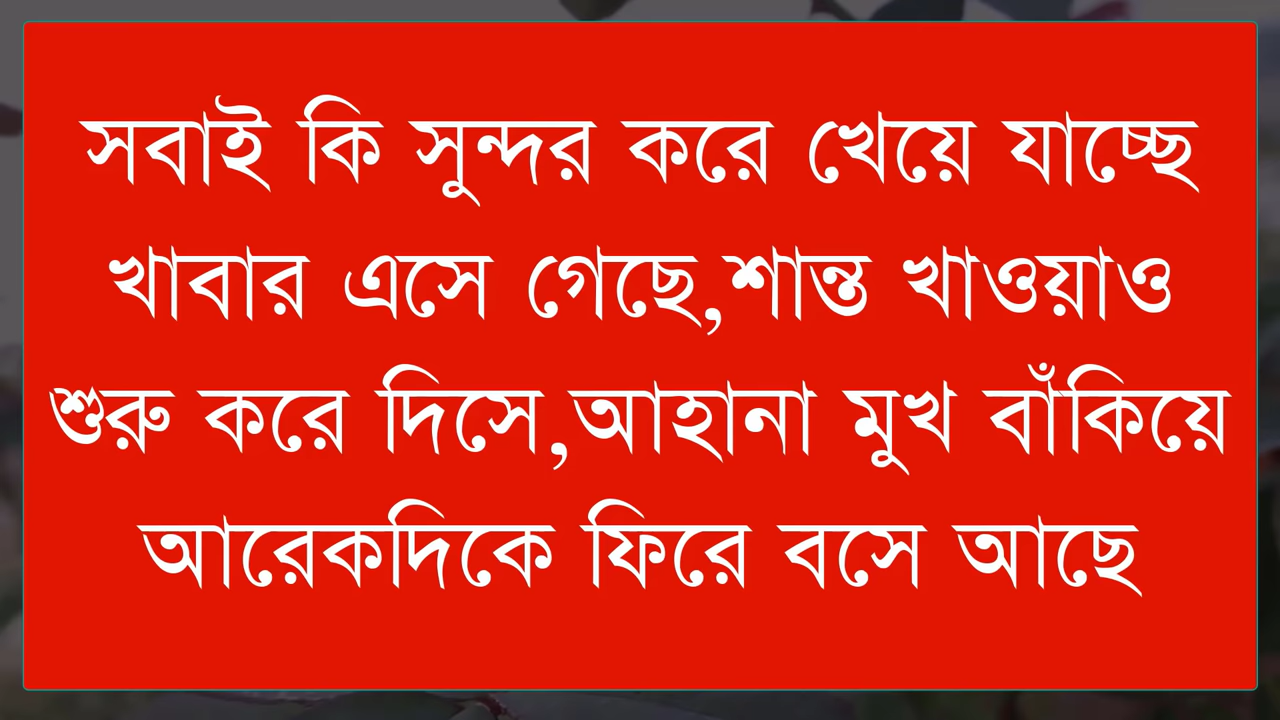 সবাই কি সুন্দর করে খেয়ে যাচ্ছে
খাবার এসে গেছে,শান্ত খাওয়াও
শুরু করে দিসে,আহানা মুখ বাঁকিয়ে
আরেকদিকে ফিরে বসে আছে